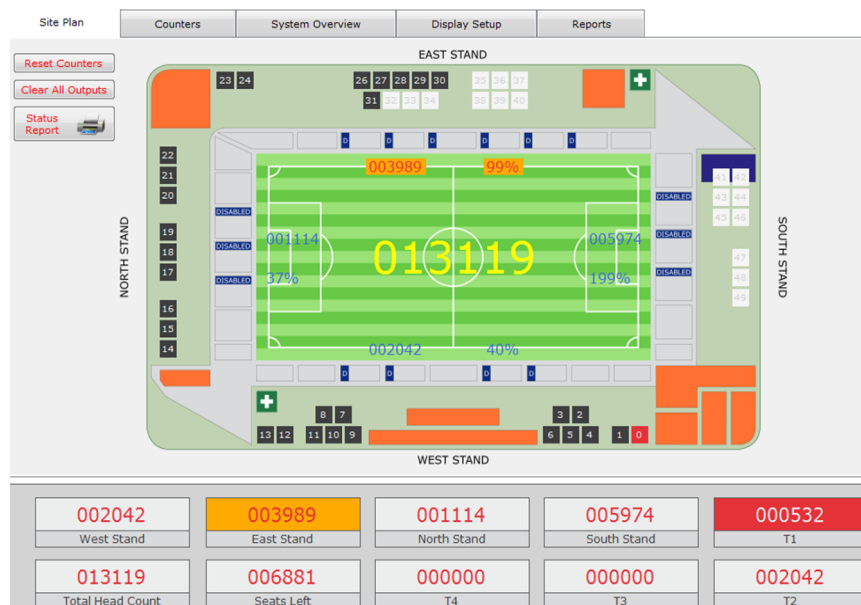 Site Plan Counters System Overview Display Setup Reports
EAST STAND
Reset Counters
Clear All Outputs
Status
Report
23 24 26 27 28 29 30 35 36 37
31 32 33 34 38 39 40
D D D D D D
22
21
20
19
18
17
16
15
14
NORTH STAND
DISABLED
DISABLED
DISABLED
003989 99%
001114
37%
013119
005974
199%
002042 40%
DISABLED
DISABLED
DISABLED
41 42
43 44
45 46
47
48
49
SOUTH STAND
D D D D
8 7 3 2
13 12 11 10 9 6 5 4 1 0
WEST STAND
002042 003989 001114 005974 000532
West Stand East Stand North Stand South Stand T1
013119 006881 000000 000000 002042
Total Head Count Seats Left T4 T3 T2